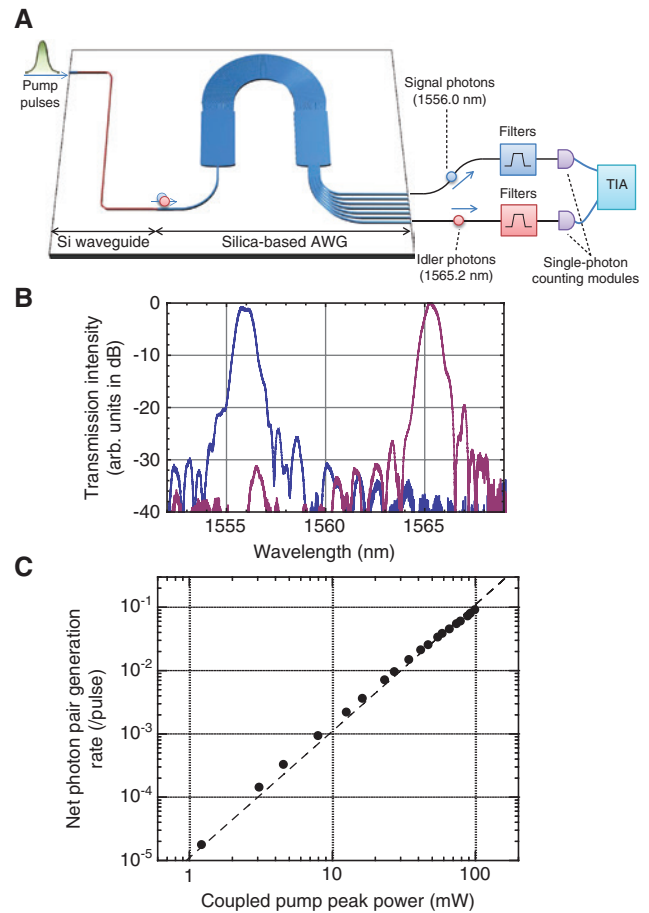 A
Pump
pulses
Signal photons
(1556.0 nm)
Filters
TIA
Filters
Si waveguide
Silica-based AWG
Idler photons
(1565.2 nm)
Single-photon
counting modules
B
Transmission intensity
(arb. units in dB)
0
-10
-20
-30
-40
1555
1560
1565
Wavelength (nm)
C
Net photon pair generation
rate (/pulse)
10-1
10-2
10-3
10-4
10-5
1
10
100
Coupled pump peak power (mW)